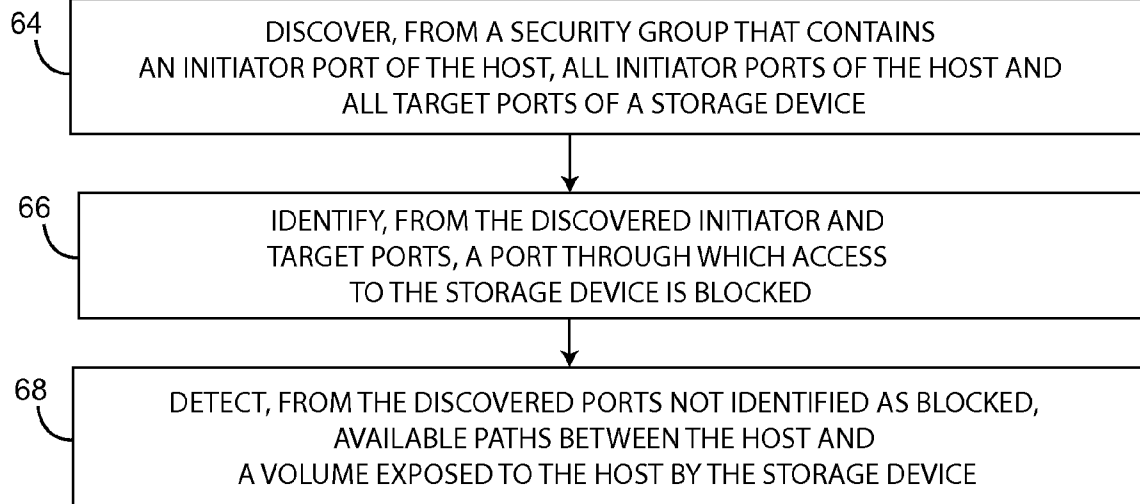 64
DISCOVER, FROM A SECURITY GROUP THAT CONTAINS
AN INITIATOR PORT OF THE HOST, ALL INITIATOR PORTS OF THE HOST AND
ALL TARGET PORTS OF A STORAGE DEVICE
66
IDENTIFY, FROM THE DISCOVERED INITIATOR AND
TARGET PORTS, A PORT THROUGH WHICH ACCESS
TO THE STORAGE DEVICE IS BLOCKED
68
DETECT, FROM THE DISCOVERED PORTS NOT IDENTIFIED AS BLOCKED,
AVAILABLE PATHS BETWEEN THE HOST AND
A VOLUME EXPOSED TO THE HOST BY THE STORAGE DEVICE